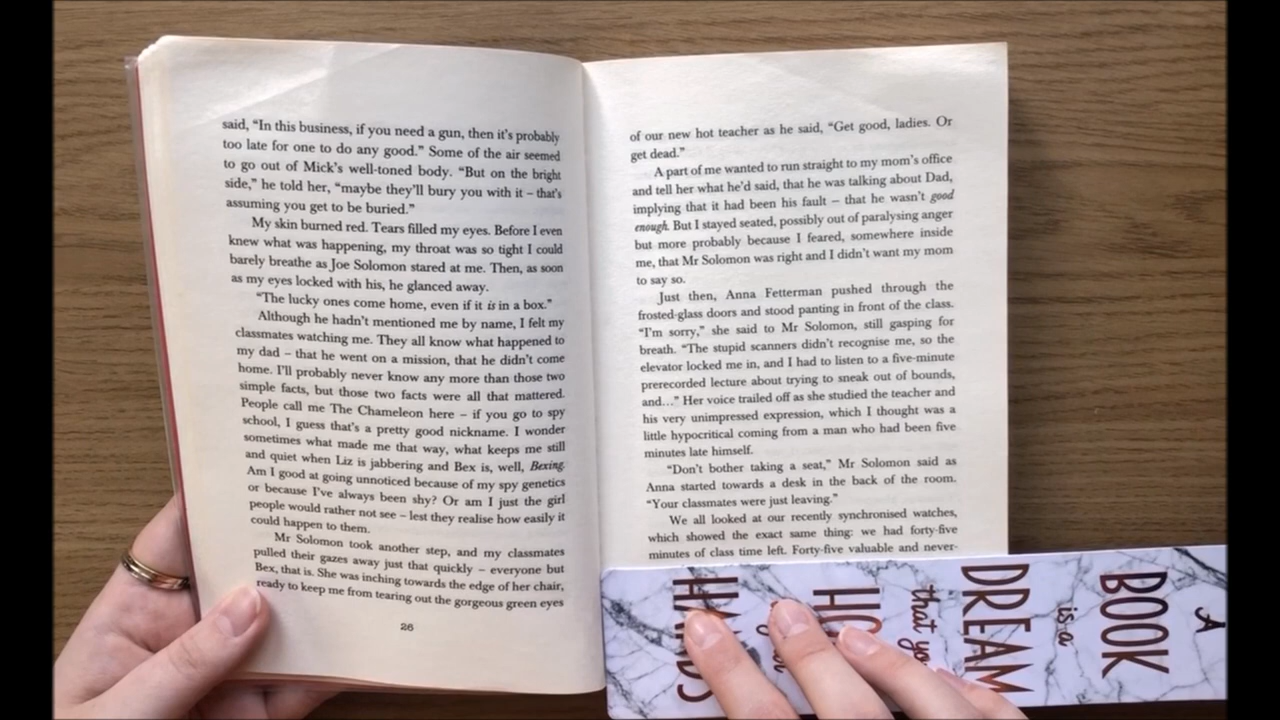 said, “In this business, if you need a gun, then it’s probably
too late for one to do any good.” Some of the air seemed
to go out of Mick’s well-toned body. “But on the bright
side,” he told her, “maybe they’ll bury you with it – that’s
assuming you get to be buried.”
My skin burned red. Tears filled my eyes. Before I even
knew what was happening, my throat was so tight I could
barely breathe as Joe Solomon stared at me. Then, as soon
as my eyes locked with his, he glanced away.
“The lucky ones come home, even if it is in a box.”
Although he hadn’t mentioned me by name, I felt my
classmates watching me. They all know what happened to
my dad – that he went on a mission, that he didn’t come
home. I’ll probably never know any more than those two
simple facts, but those two facts were all that mattered.
People call me The Chameleon here – if you go to spy
school, I guess that’s a pretty good nickname. I wonder
sometimes what made me that way, what keeps me still
and quiet when Liz is jabbering and Bex is, well, Bexing.
Am I good at going unnoticed because of my spy genetics
or because I’ve always been shy? Or am I just the girl
people would rather not see – lest they realise how easily it
could happen to them.
Mr Solomon took another step, and my classmates
pulled their gazes away just that quickly – everyone but
Bex, that is. She was inching towards the edge of her chair,
ready to keep me from tearing out the gorgeous green eyes
26
of our new hot teacher as he said, “Get good, ladies. Or
get dead.”
A part of me wanted to run straight to my mom’s office
and tell her what he’d said, that he was talking about Dad,
implying that it had been his fault – that he wasn’t good
enough. But I stayed seated, possibly out of paralysing anger
but more probably because I feared, somewhere inside
me, that Mr Solomon was right and I didn’t want my mom
to say so.
Just then, Anna Fetterman pushed through the
frosted-glass doors and stood panting in front of the class.
“I’m sorry,” she said to Mr Solomon, still gasping for
breath. “The stupid scanners didn’t recognise me, so the
elevator locked me in, and I had to listen to a five-minute
prerecorded lecture about trying to sneak out of bounds,
and…” Her voice trailed off as she studied the teacher and
his very unimpressed expression, which I thought was a
little hypocritical coming from a man who had been five
minutes late himself.
“Don’t bother taking a seat,” Mr Solomon said as
Anna started towards a desk in the back of the room.
“Your classmates were just leaving.”
We all looked at our recently synchronised watches,
which showed the exact same thing: we had forty-five
minutes of class time left. Forty-five valuable and never-
A
BOOK
is a
DREAM
that you